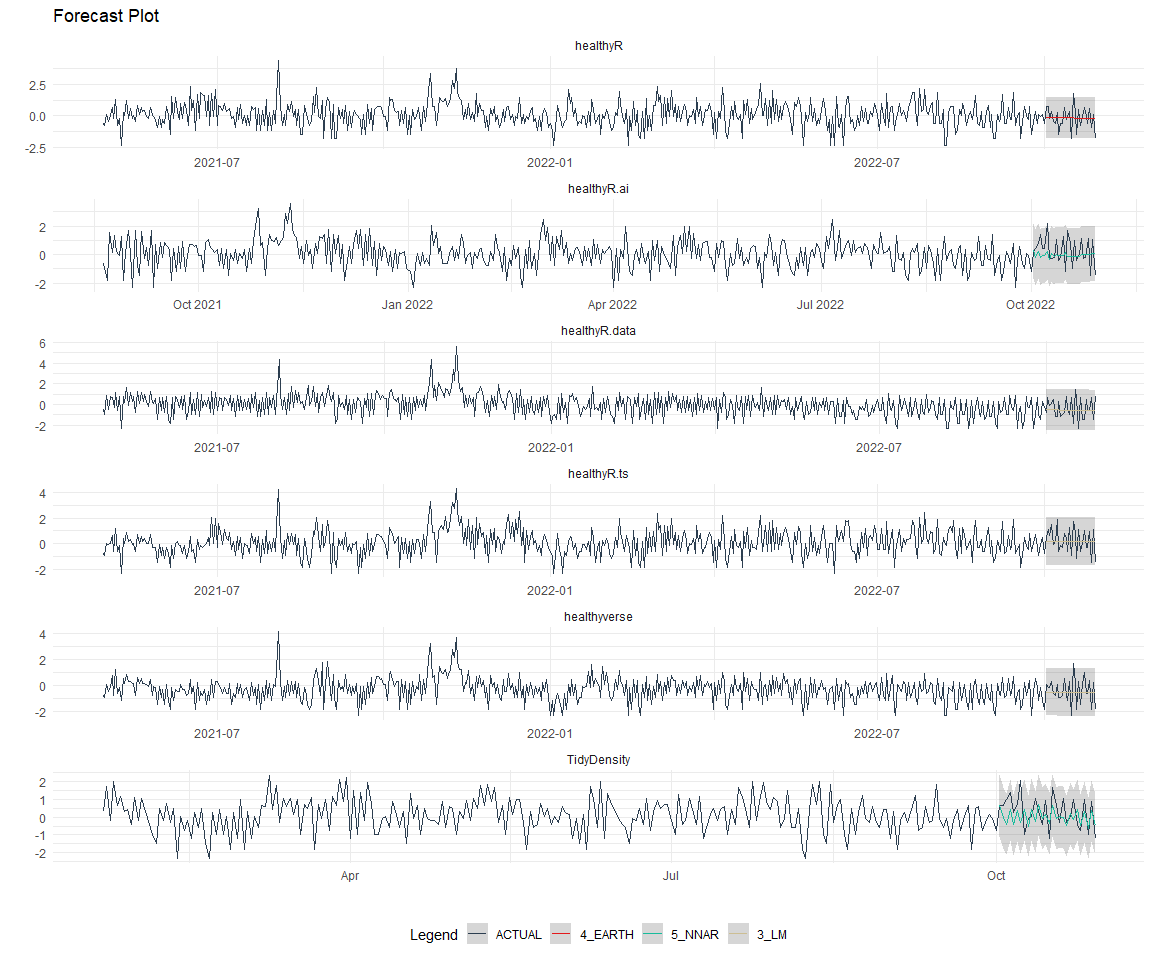 Forecast Plot
healthyR
2.5
0.0
-2.5
2021-07 2022-01 2022-07
healthyR.ai
2
0
-2
Oct 2021 Jan 2022 Apr 2022 Jul 2022 Oct 2022
healthyR.data
6
4
2
0
-2
2021-07 2022-01 2022-07
healthyR.ts
4
2
0
-2
2021-07 2022-01 2022-07
healthyverse
4
2
0
-2
2021-07 2022-01 2022-07
TidyDensity
2
1
0
-1
-2
Apr Jul Oct
Legend ACTUAL 4_EARTH 5_NNAR 3_LM